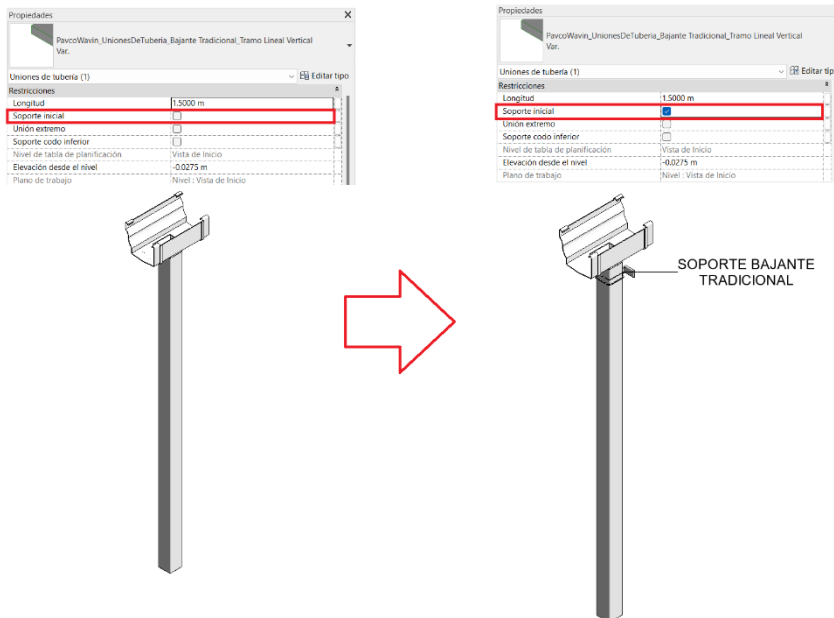 Propiedades
PavcoWavin_UnionesDeTuberia_Bajante Tradicional_Tramo Lineal Vertical
Var.
Uniones de tubería (1)
Editar tipo
Restricciones
Longitud
1.5000 m
Soporte inicial
Unión extremo
Soporte codo inferior
Nivel de tabla de planificación
Vista de Inicio
Elevación desde el nivel
-0.0275 m
Plano de trabajo
Nivel : Vista de Inicio
Propiedades
PavcoWavin_UnionesDeTuberia_Bajante Tradicional_Tramo Lineal Vertical
Var.
Uniones de tubería (1)
Editar tip
Restricciones
Longitud
1.5000 m
Soporte inicial
Unión extremo
Soporte codo inferior
Nivel de tabla de planificación
Vista de Inicio
Elevación desde el nivel
-0.0275 m
Plano de trabajo
Nivel : Vista de Inicio
SOPORTE BAJANTE
TRADICIONAL